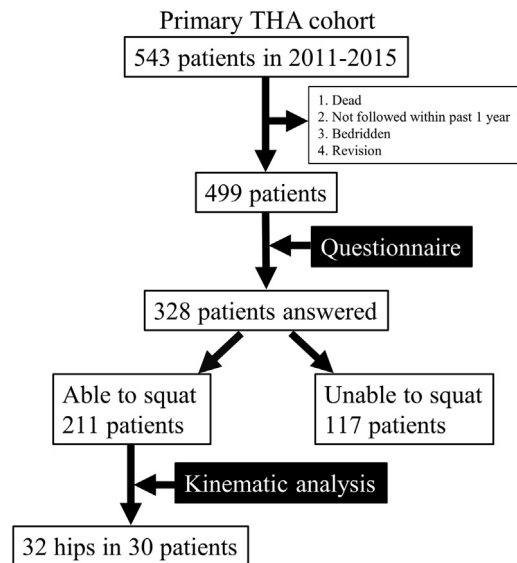 Primary THA cohort
543 patients in 2011-2015
1. Dead
2. Not followed within past 1 year
3. Bedridden
4. Revision
499 patients
Questionnaire
328 patients answered
Able to squat
211 patients
Unable to squat
117 patients
Kinematic analysis
32 hips in 30 patients